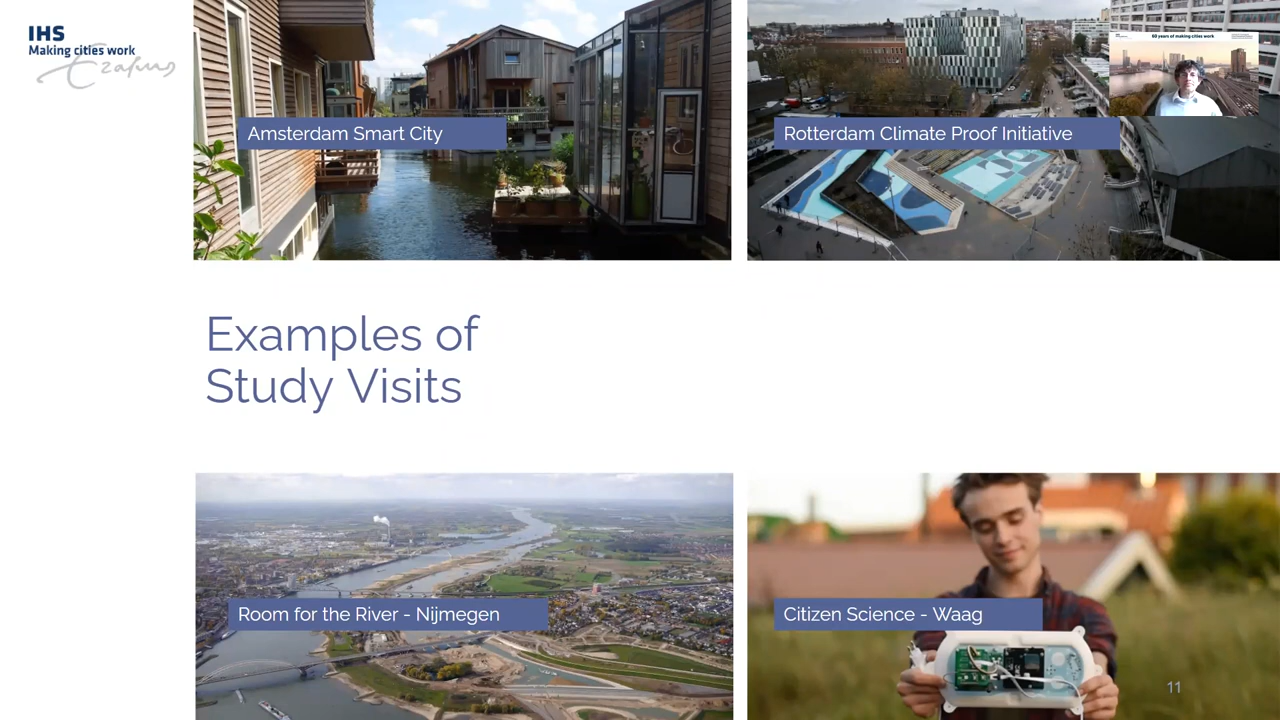 IHS
Making cities work
Erasmus
Amsterdam Smart City
Rotterdam Climate Proof Initiative
60 years of making cities work
Examples of
Study Visits
Room for the River - Nijmegen
Citizen Science - Waag
11